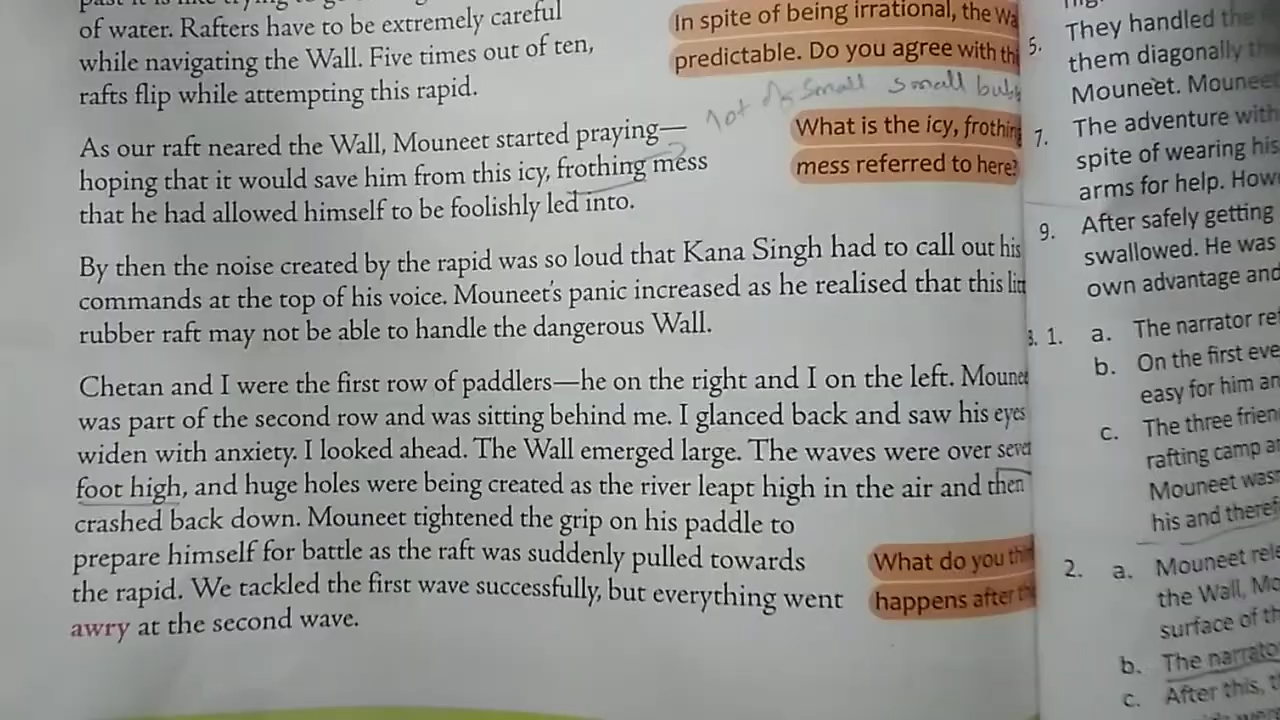 of water. Rafters have to be extremely careful
while navigating the Wall. Five times out of ten,
rafts flip while attempting this rapid.
In spite of being irrational, the
predictable. Do you agree with
small small
As our raft neared the Wall, Mouneet started praying—
hoping that it would save him from this icy, frothing mess
that he had allowed himself to be foolishly led into.
What is the icy, frothing
mess referred to here?
By then the noise created by the rapid was so loud that Kana Singh had to call out his
commands at the top of his voice. Mouneet's panic increased as he realised that this
rubber raft may not be able to handle the dangerous Wall.
Chetan and I were the first row of paddlers—he on the right and I on the left. Mouneet
was part of the second row and was sitting behind me. I glanced back and saw his eyes
widen with anxiety. I looked ahead. The Wall emerged large. The waves were over
foot high, and huge holes were being created as the river leapt high in the air and then
crashed back down. Mouneet tightened the grip on his paddle to
prepare himself for battle as the raft was suddenly pulled towards
the rapid. We tackled the first wave successfully, but everything went
awry at the second wave.
What do you
happens after
5. They handled the
them diagonally
Mouneet. Mouneet
7. The adventure with
spite of wearing his
arms for help.
9. After safely getting
swallowed. He was
own advantage and
1. a. The narrator
b. On the first
easy for him
c. The three
rafting camp
Mouneet was
his and
2. a. Mouneet
the Wall,
surface of
b. The
c. After this,